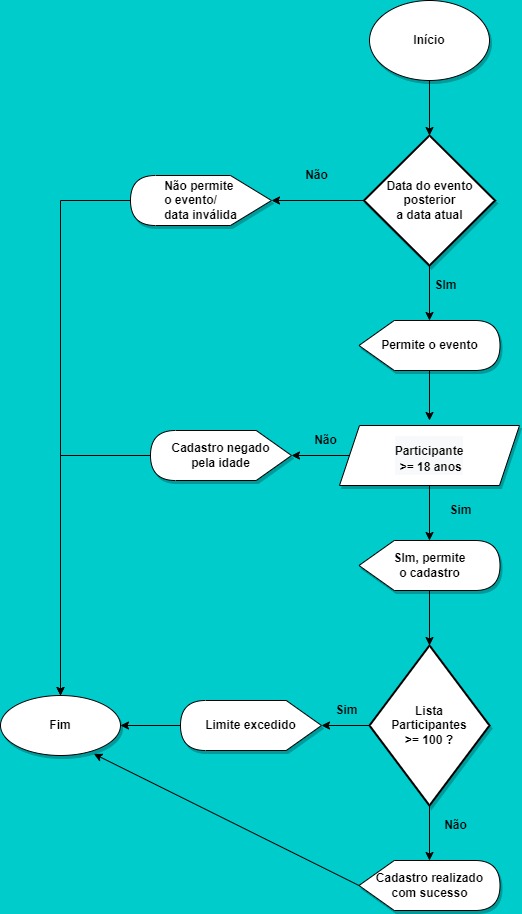 Início
Data do evento
posterior
a data atual
Não
Não permite
o evento/
data inválida
SIm
Permite o evento
Participante
>= 18 anos
Não
Cadastro negado
pela idade
Sim
SIm, permite
o cadastro
Lista
Participantes
>= 100 ?
Sim
Limite excedido
Fim
Não
Cadastro realizado
com sucesso